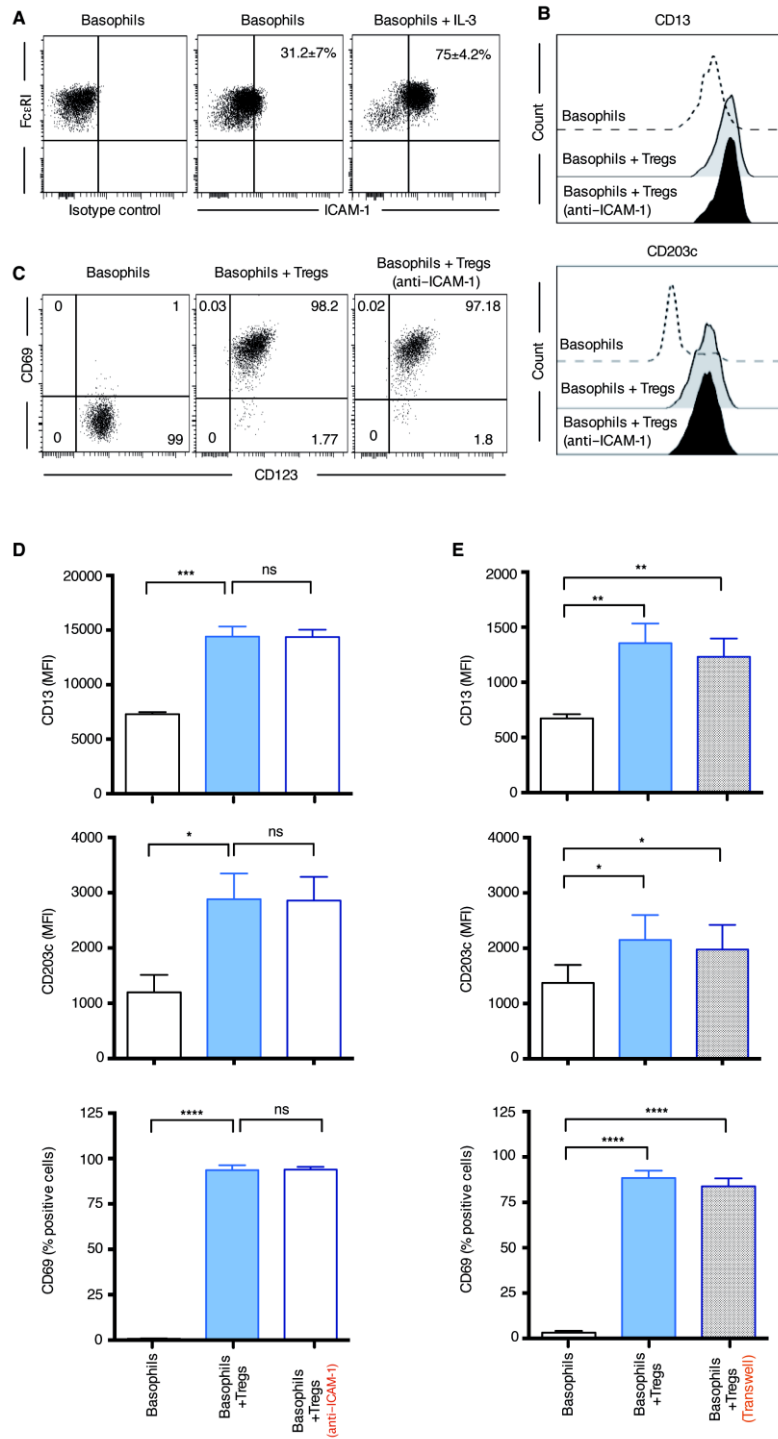 A
Basophils
Basophils
Basophils + IL-3
31.2±7%
75±4.2%
FcεRI
Isotype control
ICAM-1
B
CD13
Count
Basophils
Basophils + Tregs
Basophils + Tregs
(anti–ICAM-1)
CD203c
Count
Basophils
Basophils + Tregs
Basophils + Tregs
(anti–ICAM-1)
C
Basophils
Basophils + Tregs
Basophils + Tregs
(anti–ICAM-1)
0
1
0.03
98.2
0.02
97.18
CD69
0
99
0
1.77
0
1.8
CD123
D
20000
15000
10000
5000
0
CD13 (MFI)
***
ns
4000
3000
2000
1000
0
CD203c (MFI)
*
ns
125
100
75
50
25
0
CD69 (% positive cells)
****
ns
Basophils
Basophils
+Tregs
Basophils
+Tregs
(anti-ICAM-1)
E
2000
1500
1000
500
0
CD13 (MFI)
**
**
4000
3000
2000
1000
0
CD203c (MFI)
*
*
125
100
75
50
25
0
CD69 (% positive cells)
****
****
Basophils
Basophils
+Tregs
Basophils
+Tregs
(Transwell)